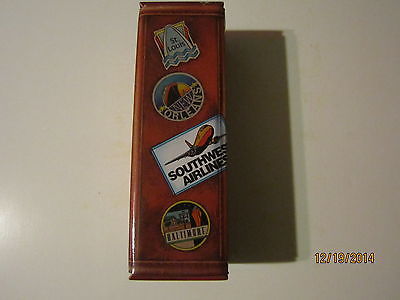 St.
Louis
NEW
ORLEANS
SOUTHWEST
AIRLINES
BALTIMORE
12/19/2014